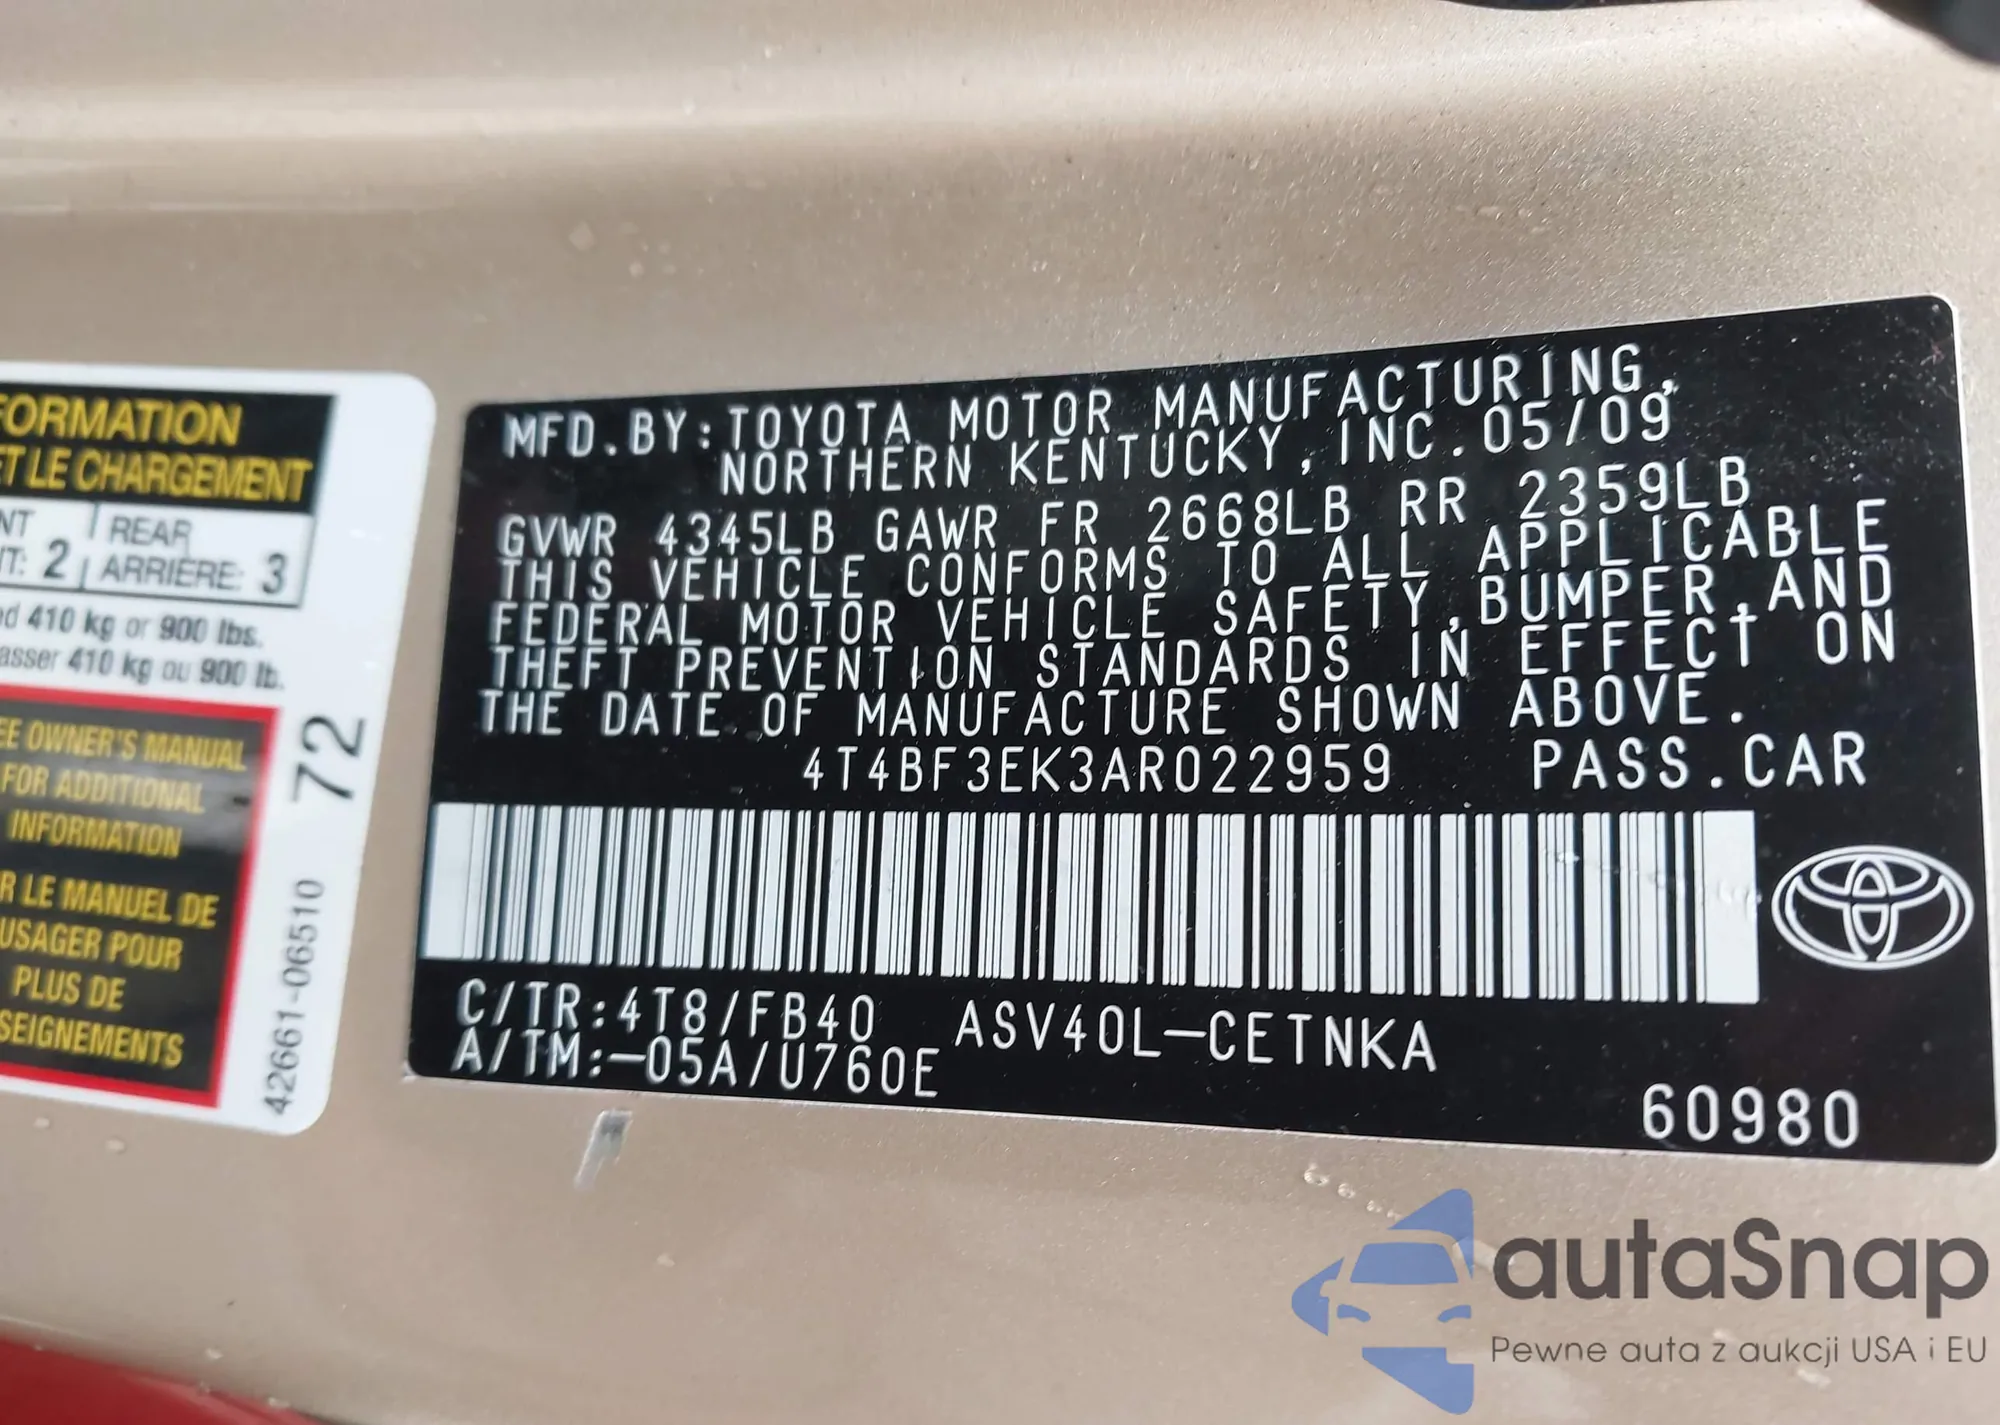 FORMATION
ET LE CHARGEMENT
NT REAR
T: 2 ARRIÈRE: 3
ed 410 kg or 900 lbs.
asser 410 kg ou 900 lb.
EE OWNER'S MANUAL
FOR ADDITIONAL
INFORMATION
R LE MANUEL DE
USAGER POUR
PLUS DE
SEIGNEMENTS
42661-06510 72
MFD.BY:TOYOTA MOTOR MANUFACTURING,
NORTHERN KENTUCKY,INC.05/09
GVWR 4345LB GAWR FR 2668LB RR 2359LB
THIS VEHICLE CONFORMS TO ALL APPLICABLE
FEDERAL MOTOR VEHICLE SAFETY,BUMPER,AND
THEFT PREVENTION STANDARDS IN EFFECT ON
THE DATE OF MANUFACTURE SHOWN ABOVE.
4T4BF3EK3AR022959 PASS.CAR
C/TR:4T8/FB40 ASV40L-CETNKA
A/TM:-05A/U760E
60980
autaSnap
Pewne auta z aukcji USA i EU